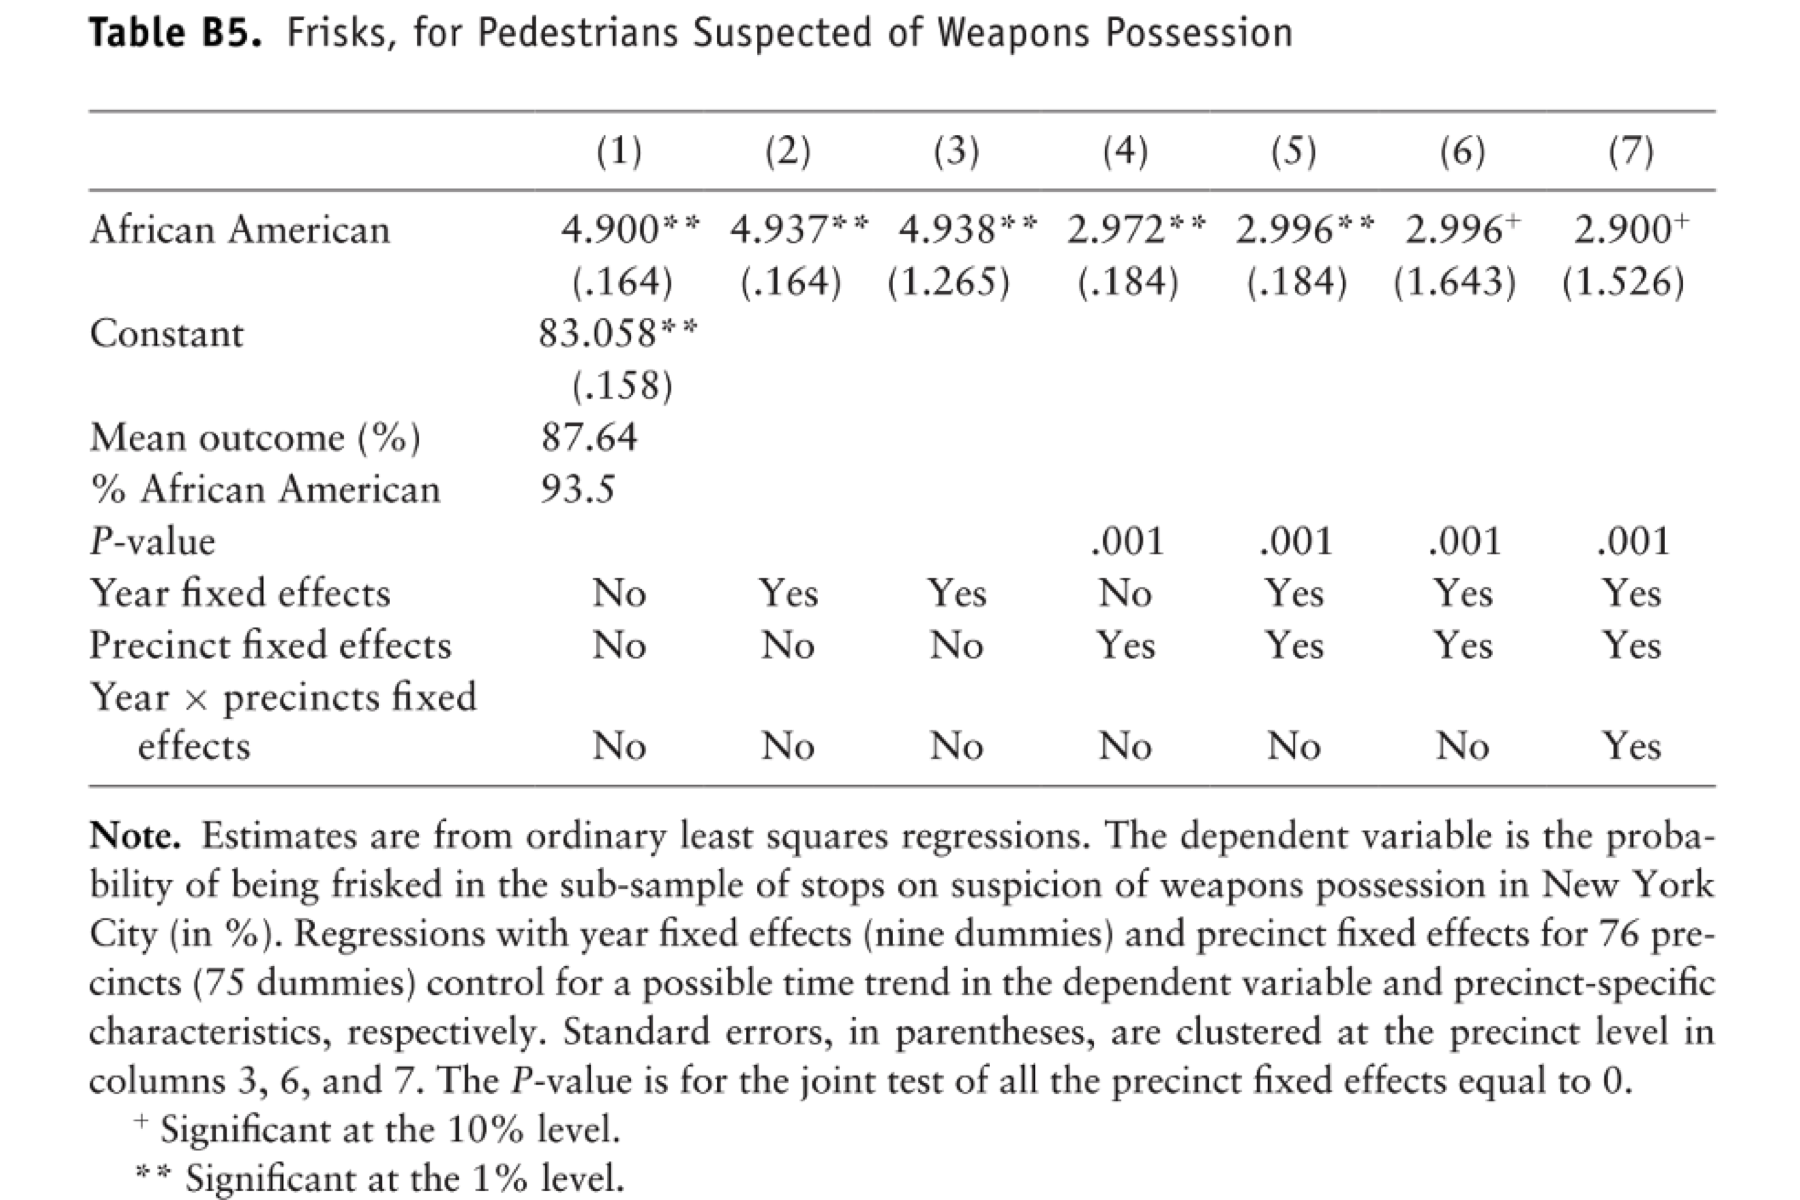 Table B5. Frisks, for Pedestrians Suspected of Weapons Possession
(1) (2) (3) (4) (5) (6) (7)
African American 4.900** 4.937** 4.938** 2.972** 2.996** 2.996+ 2.900+
(.164) (.164) (1.265) (.184) (.184) (1.643) (1.526)
Constant 83.058**
(.158)
Mean outcome (%) 87.64
% African American 93.5
P-value .001 .001 .001 .001
Year fixed effects No Yes Yes No Yes Yes Yes
Precinct fixed effects No No No Yes Yes Yes Yes
Year × precincts fixed
effects No No No No No No Yes
Note. Estimates are from ordinary least squares regressions. The dependent variable is the proba-
bility of being frisked in the sub-sample of stops on suspicion of weapons possession in New York
City (in %). Regressions with year fixed effects (nine dummies) and precinct fixed effects for 76 pre-
cincts (75 dummies) control for a possible time trend in the dependent variable and precinct-specific
characteristics, respectively. Standard errors, in parentheses, are clustered at the precinct level in
columns 3, 6, and 7. The P-value is for the joint test of all the precinct fixed effects equal to 0.
+ Significant at the 10% level.
** Significant at the 1% level.